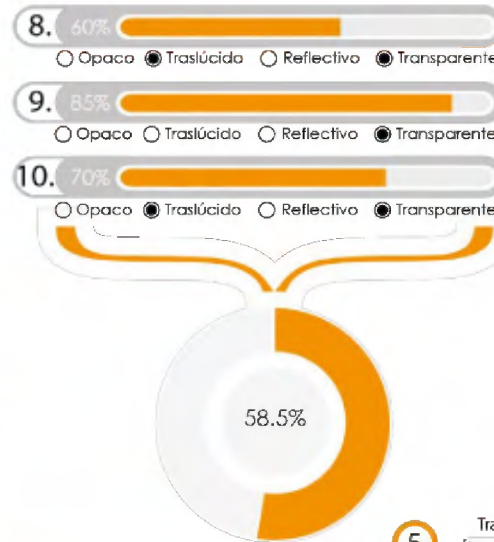 8. 60%
Opaco Traslúcido Reflectivo Transparente
9. 85%
Opaco Traslúcido Reflectivo Transparente
10. 70%
Opaco Traslúcido Reflectivo Transparente
58.5%
5